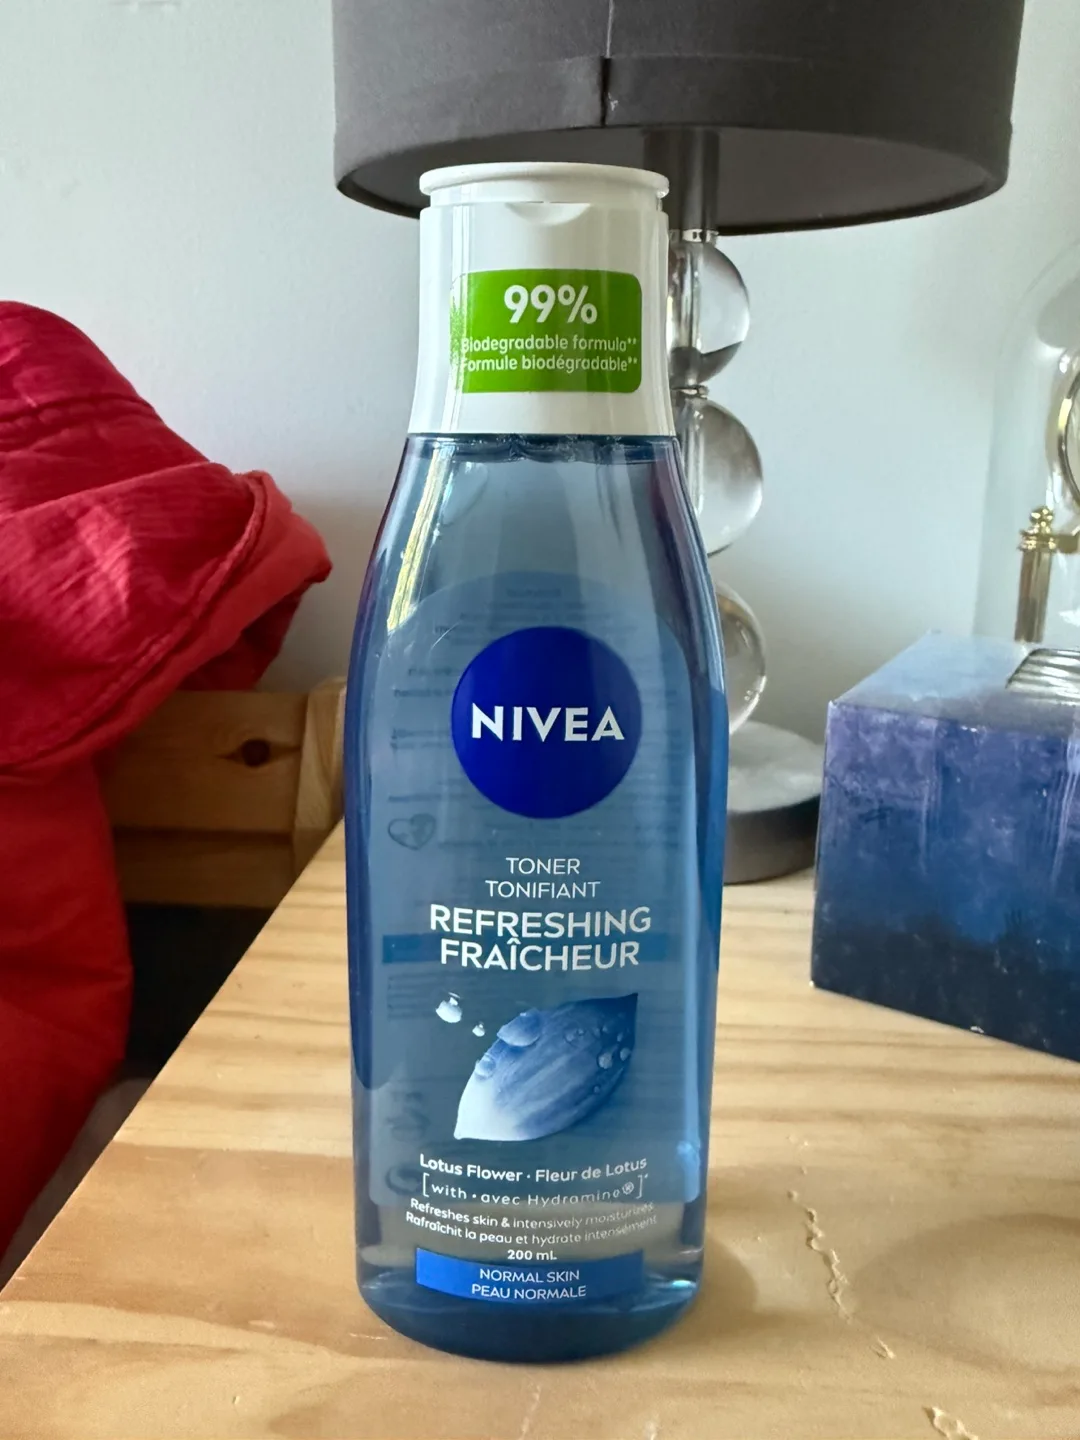 99%
Biodegradable formula**
Formule biodégradable**
NIVEA
TONER
TONIFIANT
REFRESHING
FRAÎCHEUR
Lotus Flower · Fleur de Lotus
[with · avec Hydramine®]*
Refreshes skin & intensively moisturizes
Rafraîchit la peau et hydrate intensément
200 mL
NORMAL SKIN
PEAU NORMALE